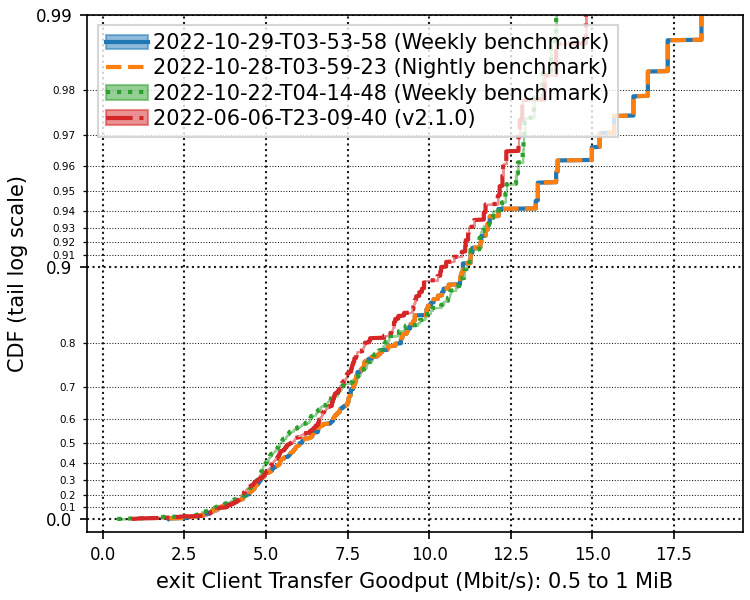 0.99
2022-10-29-T03-53-58 (Weekly benchmark)
2022-10-28-T03-59-23 (Nightly benchmark)
2022-10-22-T04-14-48 (Weekly benchmark)
2022-06-06-T23-09-40 (v2.1.0)
0.98
0.97
0.96
0.95
0.94
0.93
0.92
0.91
0.9
0.8
0.7
0.6
0.5
0.4
0.3
0.2
0.1
0.0
CDF (tail log scale)
0.0 2.5 5.0 7.5 10.0 12.5 15.0 17.5
exit Client Transfer Goodput (Mbit/s): 0.5 to 1 MiB